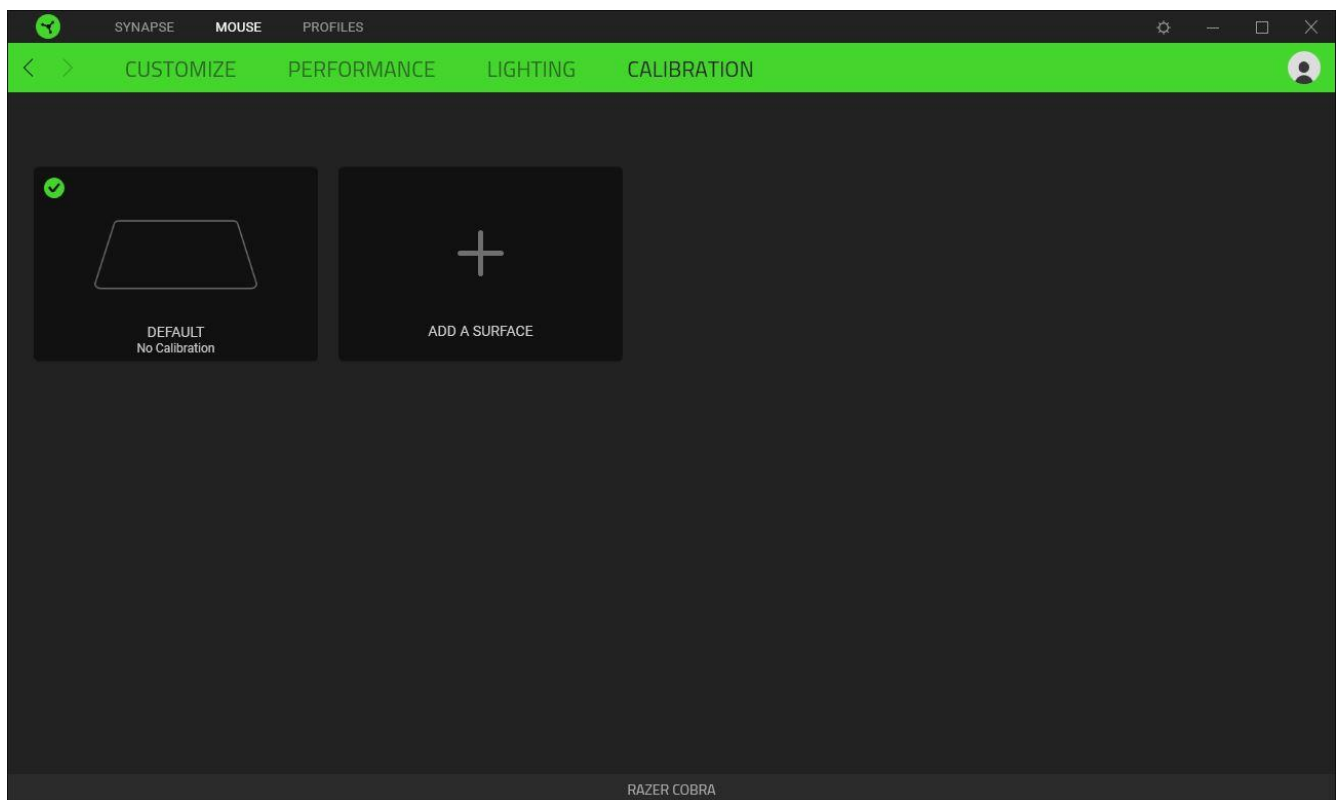 SYNAPSE MOUSE PROFILES
CUSTOMIZE PERFORMANCE LIGHTING CALIBRATION
DEFAULT
No Calibration
ADD A SURFACE
RAZER COBRA